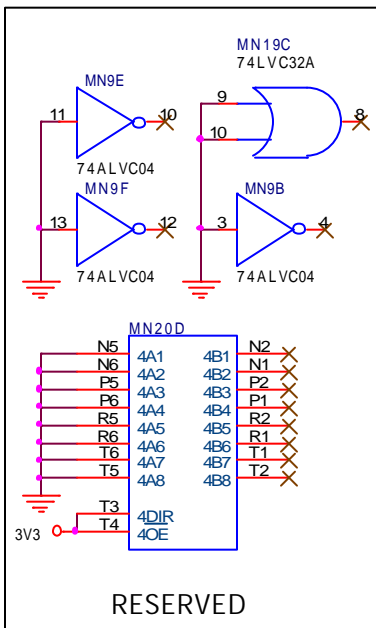 MN19C
74LVC32A
MN9E
11 10
9 8
10
74ALVC04
MN9F
13 12
74ALVC04
MN9B
3 4
74ALVC04
MN20D
N5 4A1 4B1 N2
N6 4A2 4B2 N1
P5 4A3 4B3 P2
P6 4A4 4B4 P1
R5 4A5 4B5 R2
R6 4A6 4B6 R1
T6 4A7 4B7 T1
T5 4A8 4B8 T2
T3 4DIR
3V3 T4 4OE
RESERVED